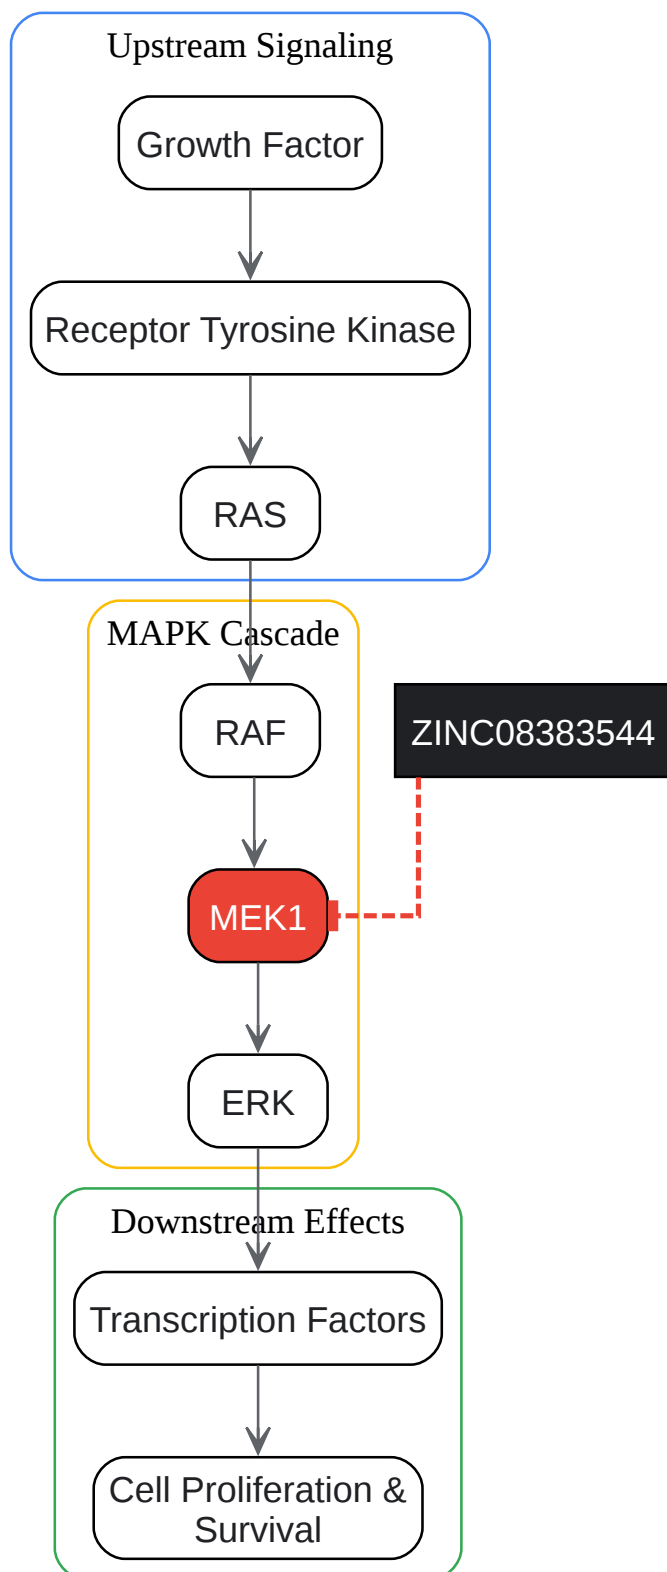 Upstream Signaling
Growth Factor
Receptor Tyrosine Kinase
RAS
MAPK Cascade
RAF
ZINC08383544
MEK1
ERK
Downstream Effects
Transcription Factors
Cell Proliferation &
Survival